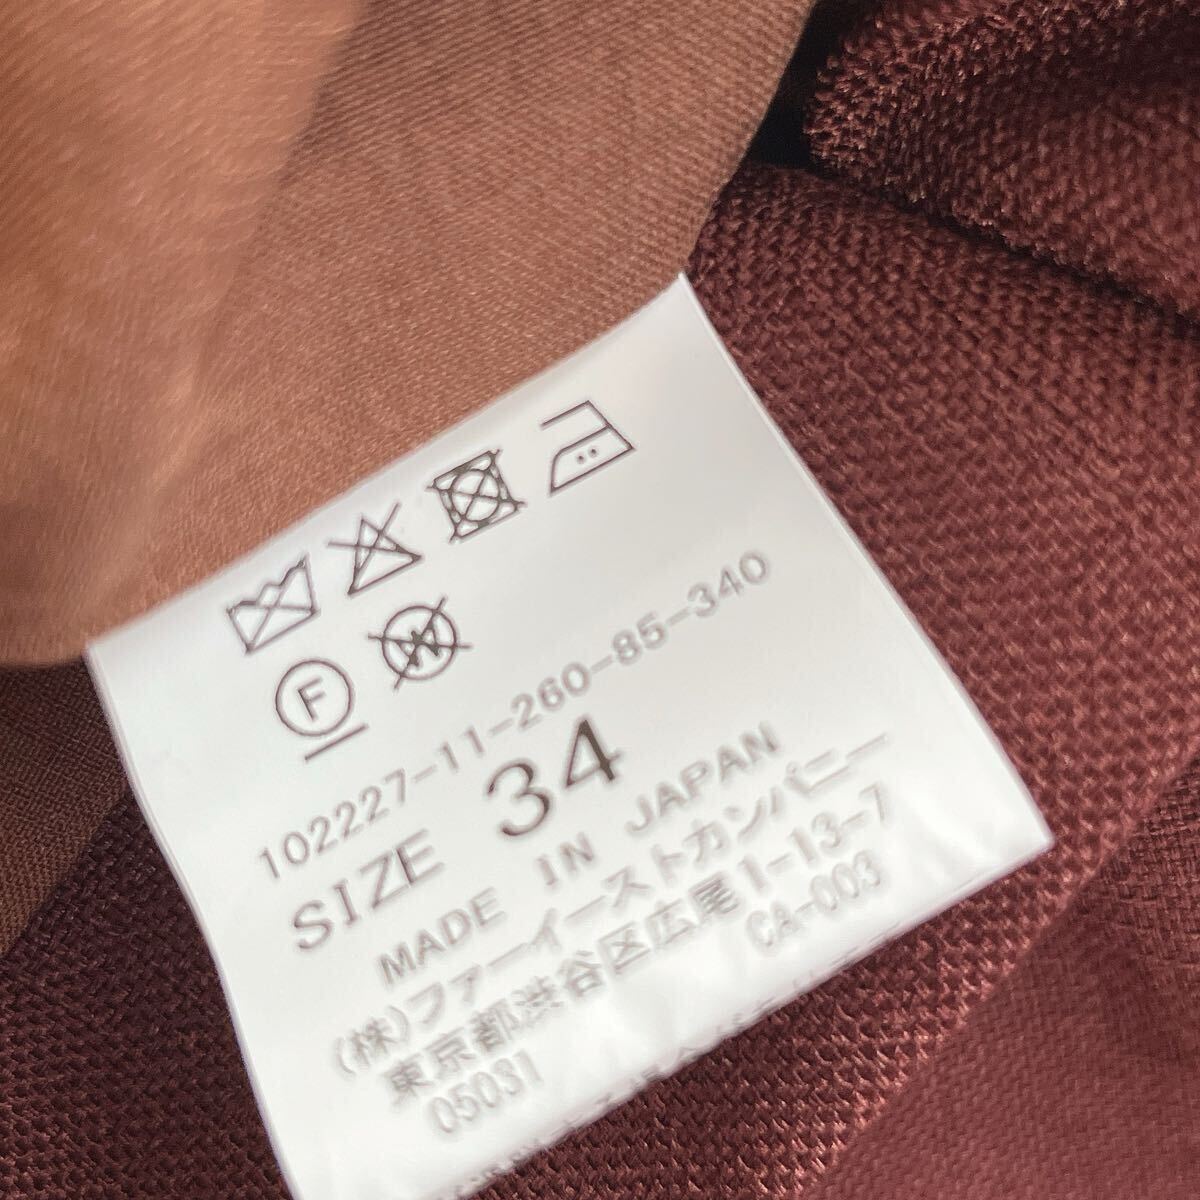 F
W
10227-11-260-85-340
SIZE 34
MADE IN JAPAN
(株)ファーイーストカンパニー
東京都渋谷区広尾1-13-7
05031 CA-003